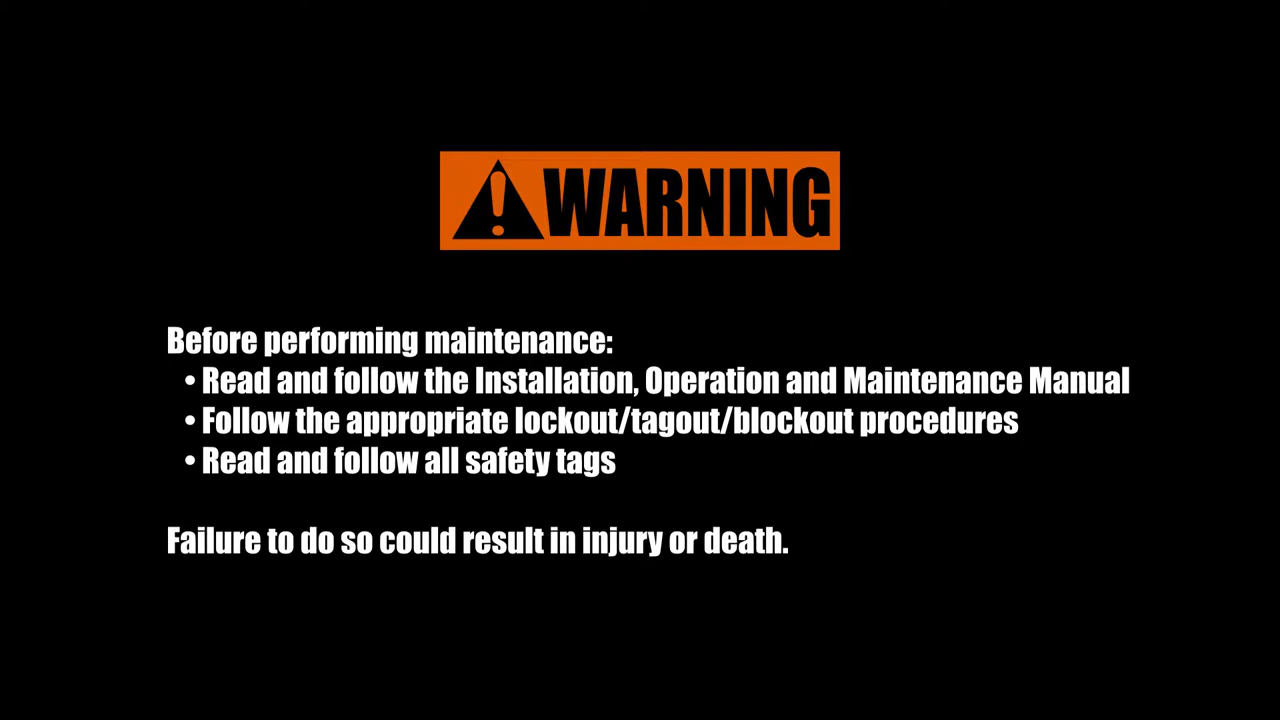 WARNING
Before performing maintenance:
• Read and follow the Installation, Operation and Maintenance Manual
• Follow the appropriate lockout/tagout/blockout procedures
• Read and follow all safety tags
Failure to do so could result in injury or death.